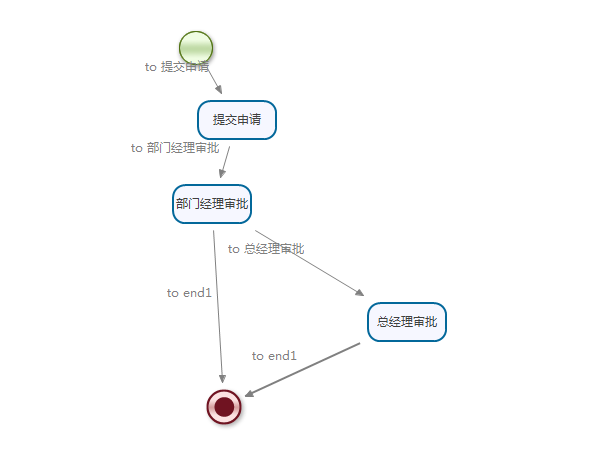 to 提交申请
提交申请
to 部门经理审批
部门经理审批
to 总经理审批
to end1
总经理审批
to end1